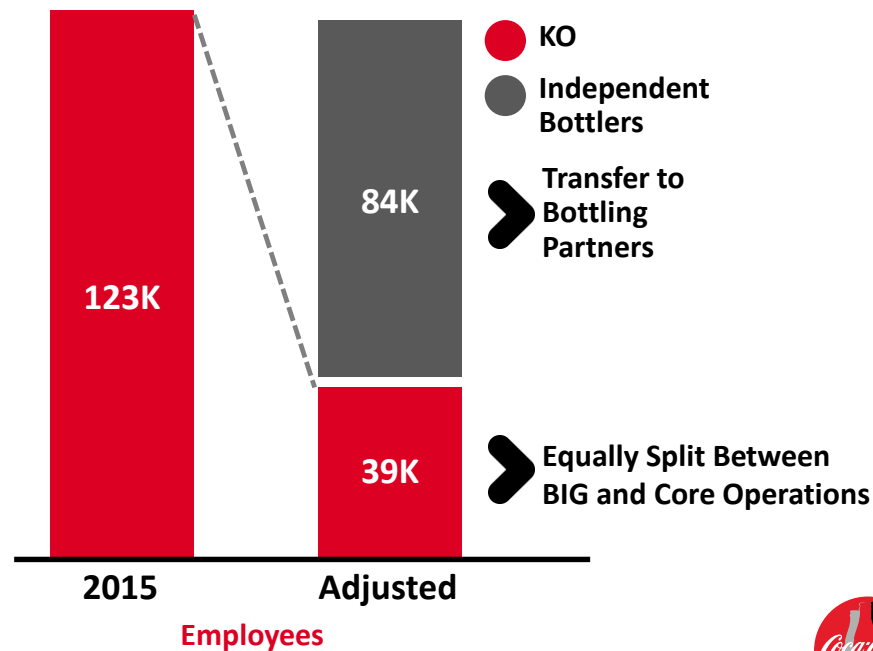 KO
Independent
Bottlers
Transfer to
Bottling
Partners
84K
123K
39K
Equally Split Between
BIG and Core Operations
2015
Adjusted
Employees